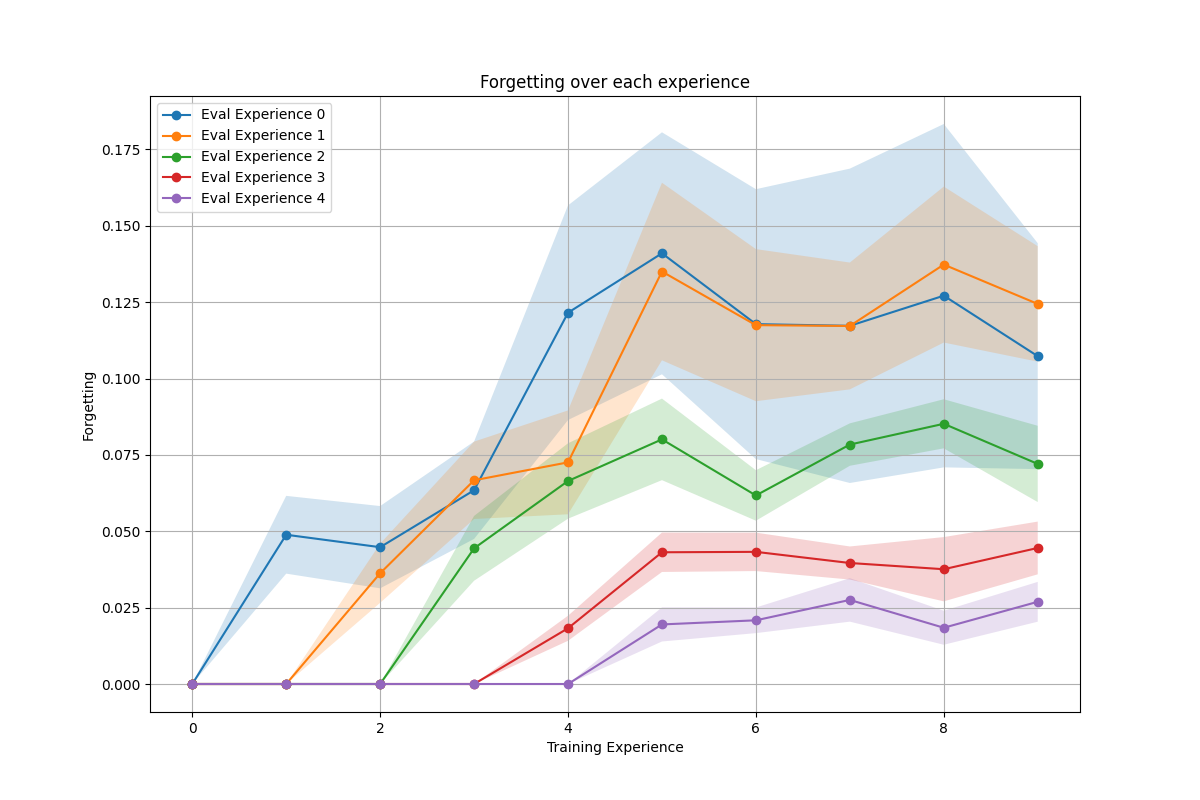 Forgetting over each experience
Eval Experience 0
Eval Experience 1
Eval Experience 2
Eval Experience 3
Eval Experience 4
0.175
0.150
0.125
0.100
0.075
0.050
0.025
0.000
Forgetting
0 2 4 6 8
Training Experience